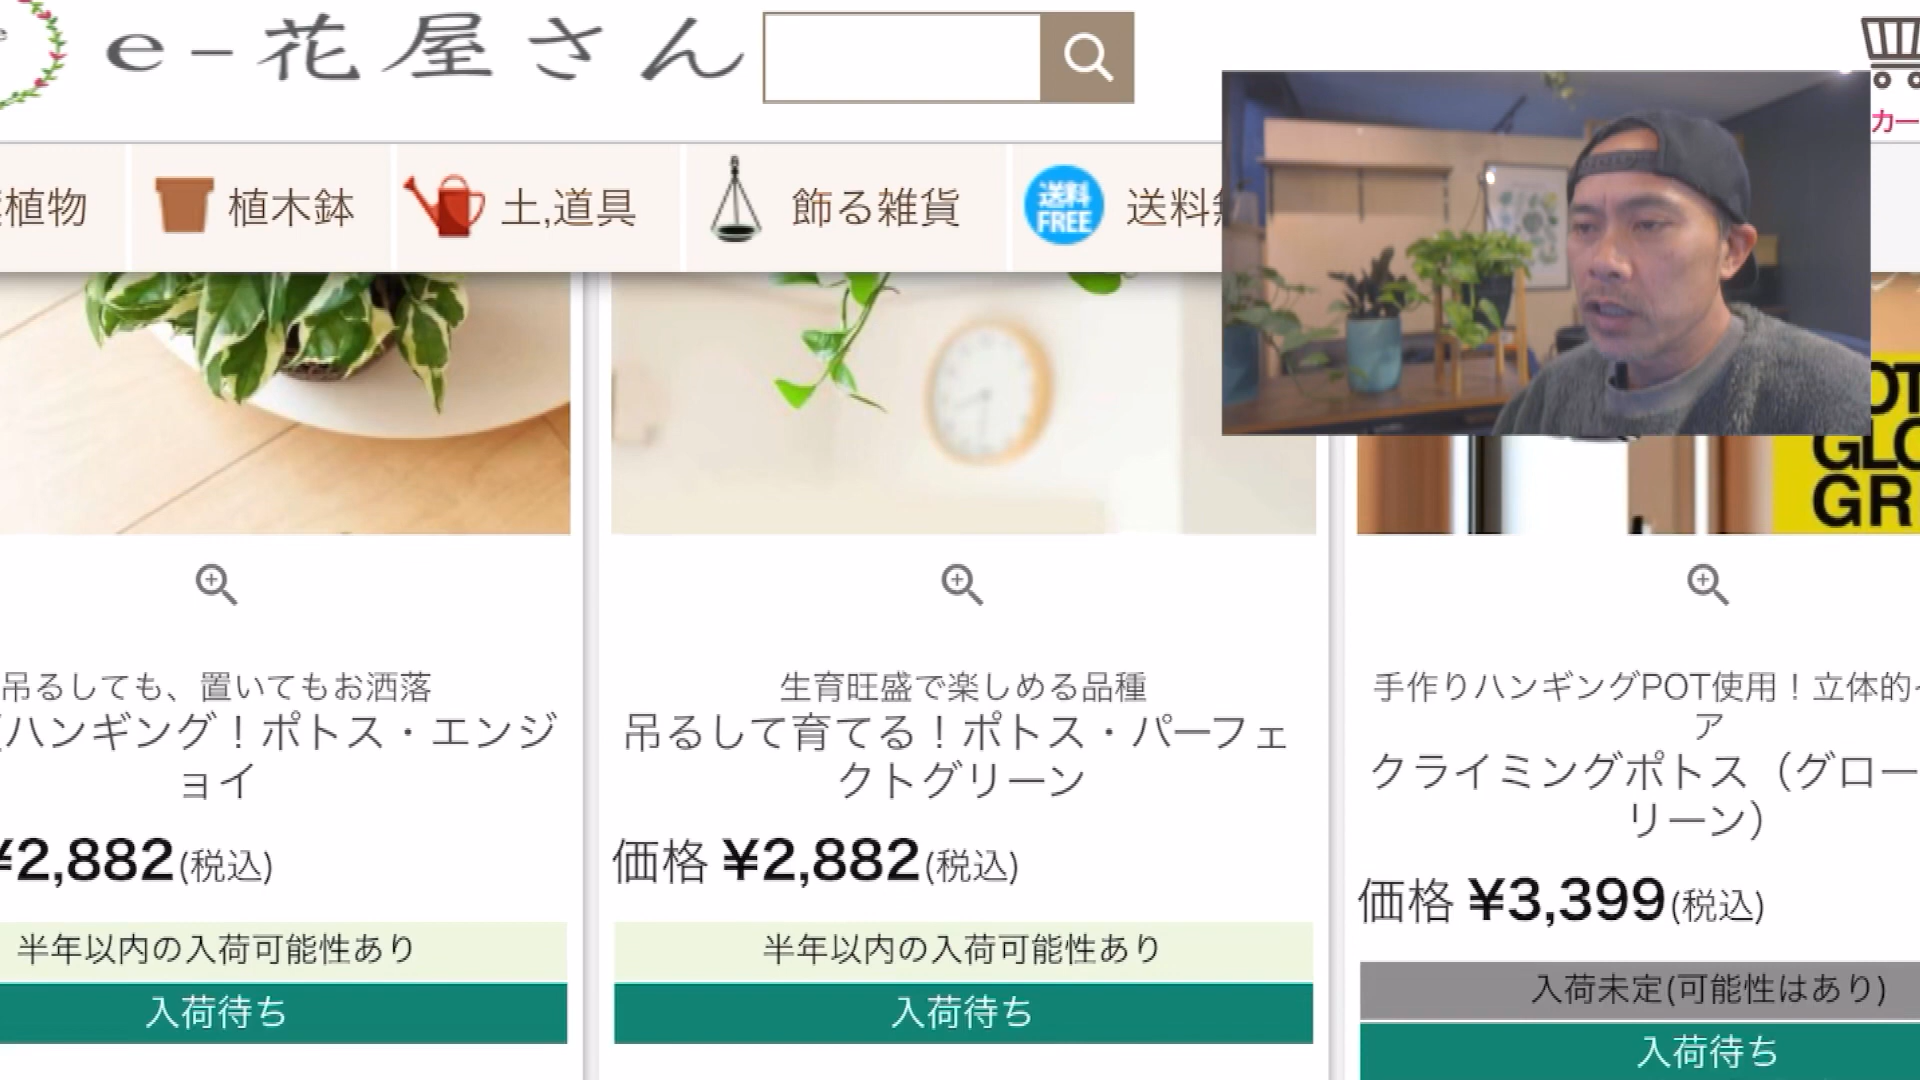 e-花屋さん
カー
植物
植木鉢
土,道具
飾る雑貨
送料
FREE
送料
GR
吊るしても、置いてもお洒落
ハンギング！ポトス・エンジ
ョイ
¥2,882(税込)
半年以内の入荷可能性あり
入荷待ち
生育旺盛で楽しめる品種
吊るして育てる！ポトス・パーフェ
クトグリーン
価格 ¥2,882(税込)
半年以内の入荷可能性あり
入荷待ち
手作りハンギングPOT使用！立体的
ア
クライミングポトス（グロー
リーン）
価格 ¥3,399(税込)
入荷未定(可能性はあり)
入荷待ち